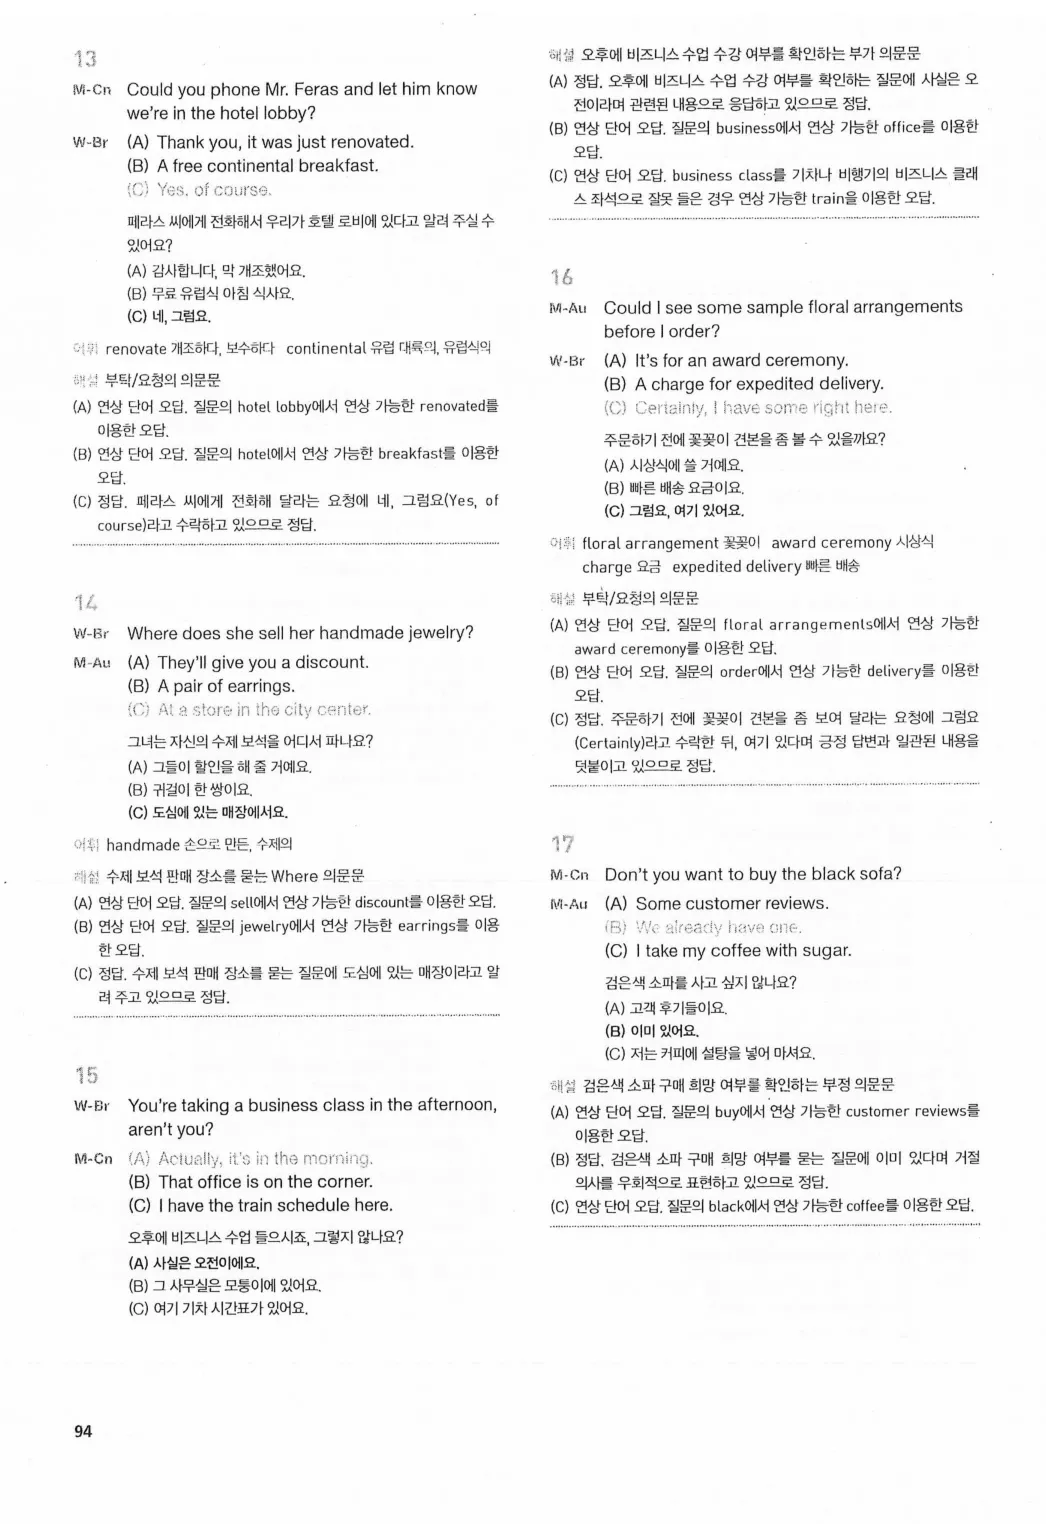 13
M-Cn Could you phone Mr. Feras and let him know
we're in the hotel lobby?
W-Br (A) Thank you, it was just renovated.
(B) A free continental breakfast.
(C) Yes, of course.
페라스 씨에게 전화해서 우리가 호텔 로비에 있다고 알려 주실 수
있어요?
(A) 감사합니다, 막 개조했어요.
(B) 무료 유럽식 아침 식사요.
(C) 네, 그럼요.
어휘 renovate 개조하다, 보수하다 continental 유럽 대륙의, 유럽식의
해설 부탁/요청의 의문문
(A) 연상 단어 오답. 질문의 hotel lobby에서 연상 가능한 renovated를
이용한 오답.
(B) 연상 단어 오답. 질문의 hotel에서 연상 가능한 breakfast를 이용한
오답.
(C) 정답. 페라스 씨에게 전화해 달라는 요청에 네, 그럼요(Yes, of
course)라고 수락하고 있으므로 정답.
14
W-Br Where does she sell her handmade jewelry?
M-Au (A) They'll give you a discount.
(B) A pair of earrings.
(C) At a store in the city center.
그녀는 자신의 수제 보석을 어디서 파나요?
(A) 그들이 할인을 해 줄 거예요.
(B) 귀걸이 한 쌍이요.
(C) 도심에 있는 매장에서요.
어휘 handmade 손으로 만든, 수제의
해설 수제 보석 판매 장소를 묻는 Where 의문문
(A) 연상 단어 오답. 질문의 sell에서 연상 가능한 discount를 이용한 오답.
(B) 연상 단어 오답. 질문의 jewelry에서 연상 가능한 earrings를 이용
한 오답.
(C) 정답. 수제 보석 판매 장소를 묻는 질문에 도심에 있는 매장이라고 알
려 주고 있으므로 정답.
15
W-Br You're taking a business class in the afternoon,
aren't you?
M-Cn (A) Actually, it's in the morning.
(B) That office is on the corner.
(C) I have the train schedule here.
오후에 비즈니스 수업 들으시죠, 그렇지 않나요?
(A) 사실은 오전이에요.
(B) 그 사무실은 모퉁이에 있어요.
(C) 여기 기차 시간표가 있어요.
94
해설 오후에 비즈니스 수업 수강 여부를 확인하는 부가 의문문
(A) 정답. 오후에 비즈니스 수업 수강 여부를 확인하는 질문에 사실은 오
전이라며 관련된 내용으로 응답하고 있으므로 정답.
(B) 연상 단어 오답. 질문의 business에서 연상 가능한 office를 이용한
오답.
(C) 연상 단어 오답. business class를 기차나 비행기의 비즈니스 클래
스 좌석으로 잘못 들은 경우 연상 가능한 train을 이용한 오답.
16
M-Au Could I see some sample floral arrangements
before I order?
W-Br (A) It's for an award ceremony.
(B) A charge for expedited delivery.
(C) Certainly, I have some right here.
주문하기 전에 꽃꽂이 견본을 좀 볼 수 있을까요?
(A) 시상식에 쓸 거예요.
(B) 빠른 배송 요금이요.
(C) 그럼요, 여기 있어요.
어휘 floral arrangement 꽃꽂이 award ceremony 시상식
charge 요금 expedited delivery 빠른 배송
해설 부탁/요청의 의문문
(A) 연상 단어 오답. 질문의 floral arrangements에서 연상 가능한
award ceremony를 이용한 오답.
(B) 연상 단어 오답. 질문의 order에서 연상 가능한 delivery를 이용한
오답.
(C) 정답. 주문하기 전에 꽃꽂이 견본을 좀 보여 달라는 요청에 그럼요
(Certainly)라고 수락한 뒤, 여기 있다며 긍정 답변과 일관된 내용을
덧붙이고 있으므로 정답.
17
M-Cn Don't you want to buy the black sofa?
M-Au (A) Some customer reviews.
(B) We already have one.
(C) I take my coffee with sugar.
검은색 소파를 사고 싶지 않나요?
(A) 고객 후기들이요.
(B) 이미 있어요.
(C) 저는 커피에 설탕을 넣어 마셔요.
해설 검은색 소파 구매 희망 여부를 확인하는 부정 의문문
(A) 연상 단어 오답. 질문의 buy에서 연상 가능한 customer reviews를
이용한 오답.
(B) 정답. 검은색 소파 구매 희망 여부를 묻는 질문에 이미 있다며 거절
의사를 우회적으로 표현하고 있으므로 정답.
(C) 연상 단어 오답. 질문의 black에서 연상 가능한 coffee를 이용한 오답.